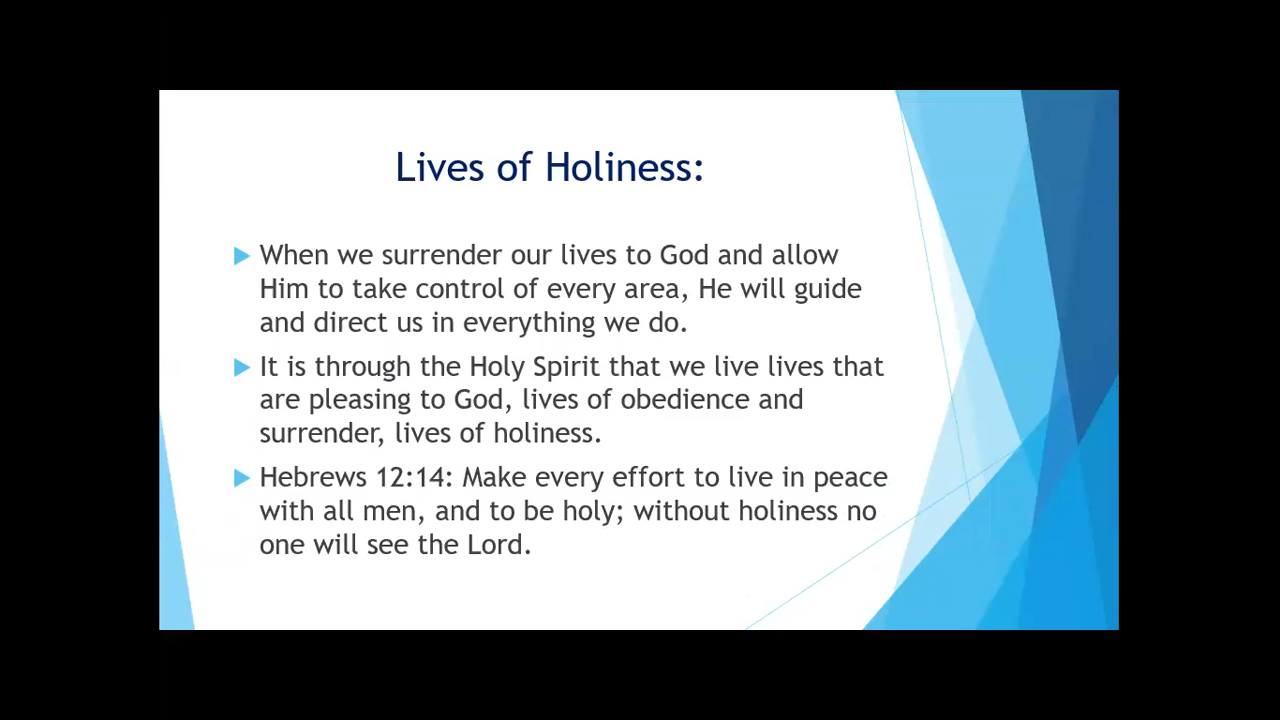 Lives of Holiness:
When we surrender our lives to God and allow
Him to take control of every area, He will guide
and direct us in everything we do.
It is through the Holy Spirit that we live lives that
are pleasing to God, lives of obedience and
surrender, lives of holiness.
Hebrews 12:14: Make every effort to live in peace
with all men, and to be holy; without holiness no
one will see the Lord.